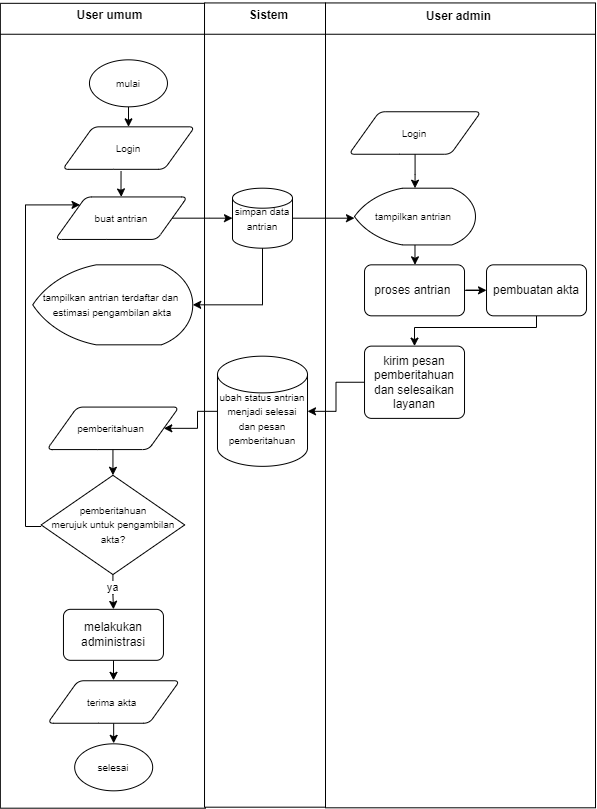 User umum
Sistem
User admin
mulai
Login
Login
buat antrian
simpan data
antrian
tampilkan antrian
tampilkan antrian terdaftar dan
estimasi pengambilan akta
proses antrian
pembuatan akta
kirim pesan
pemberitahuan
dan selesaikan
layanan
ubah status antrian
menjadi selesai
dan pesan
pemberitahuan
pemberitahuan
pemberitahuan
merujuk untuk pengambilan
akta?
ya
melakukan
administrasi
terima akta
selesai